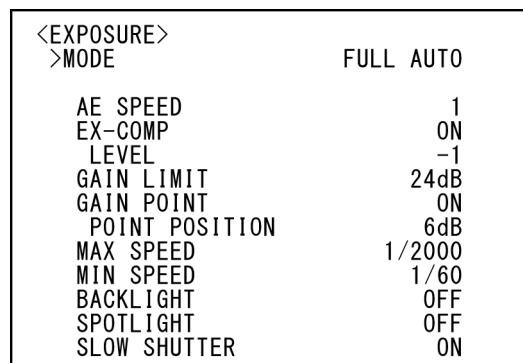 <EXPOSURE>
>MODE FULL AUTO
AE SPEED 1
EX-COMP ON
LEVEL -1
GAIN LIMIT 24dB
GAIN POINT ON
POINT POSITION 6dB
MAX SPEED 1/2000
MIN SPEED 1/60
BACKLIGHT OFF
SPOTLIGHT OFF
SLOW SHUTTER ON